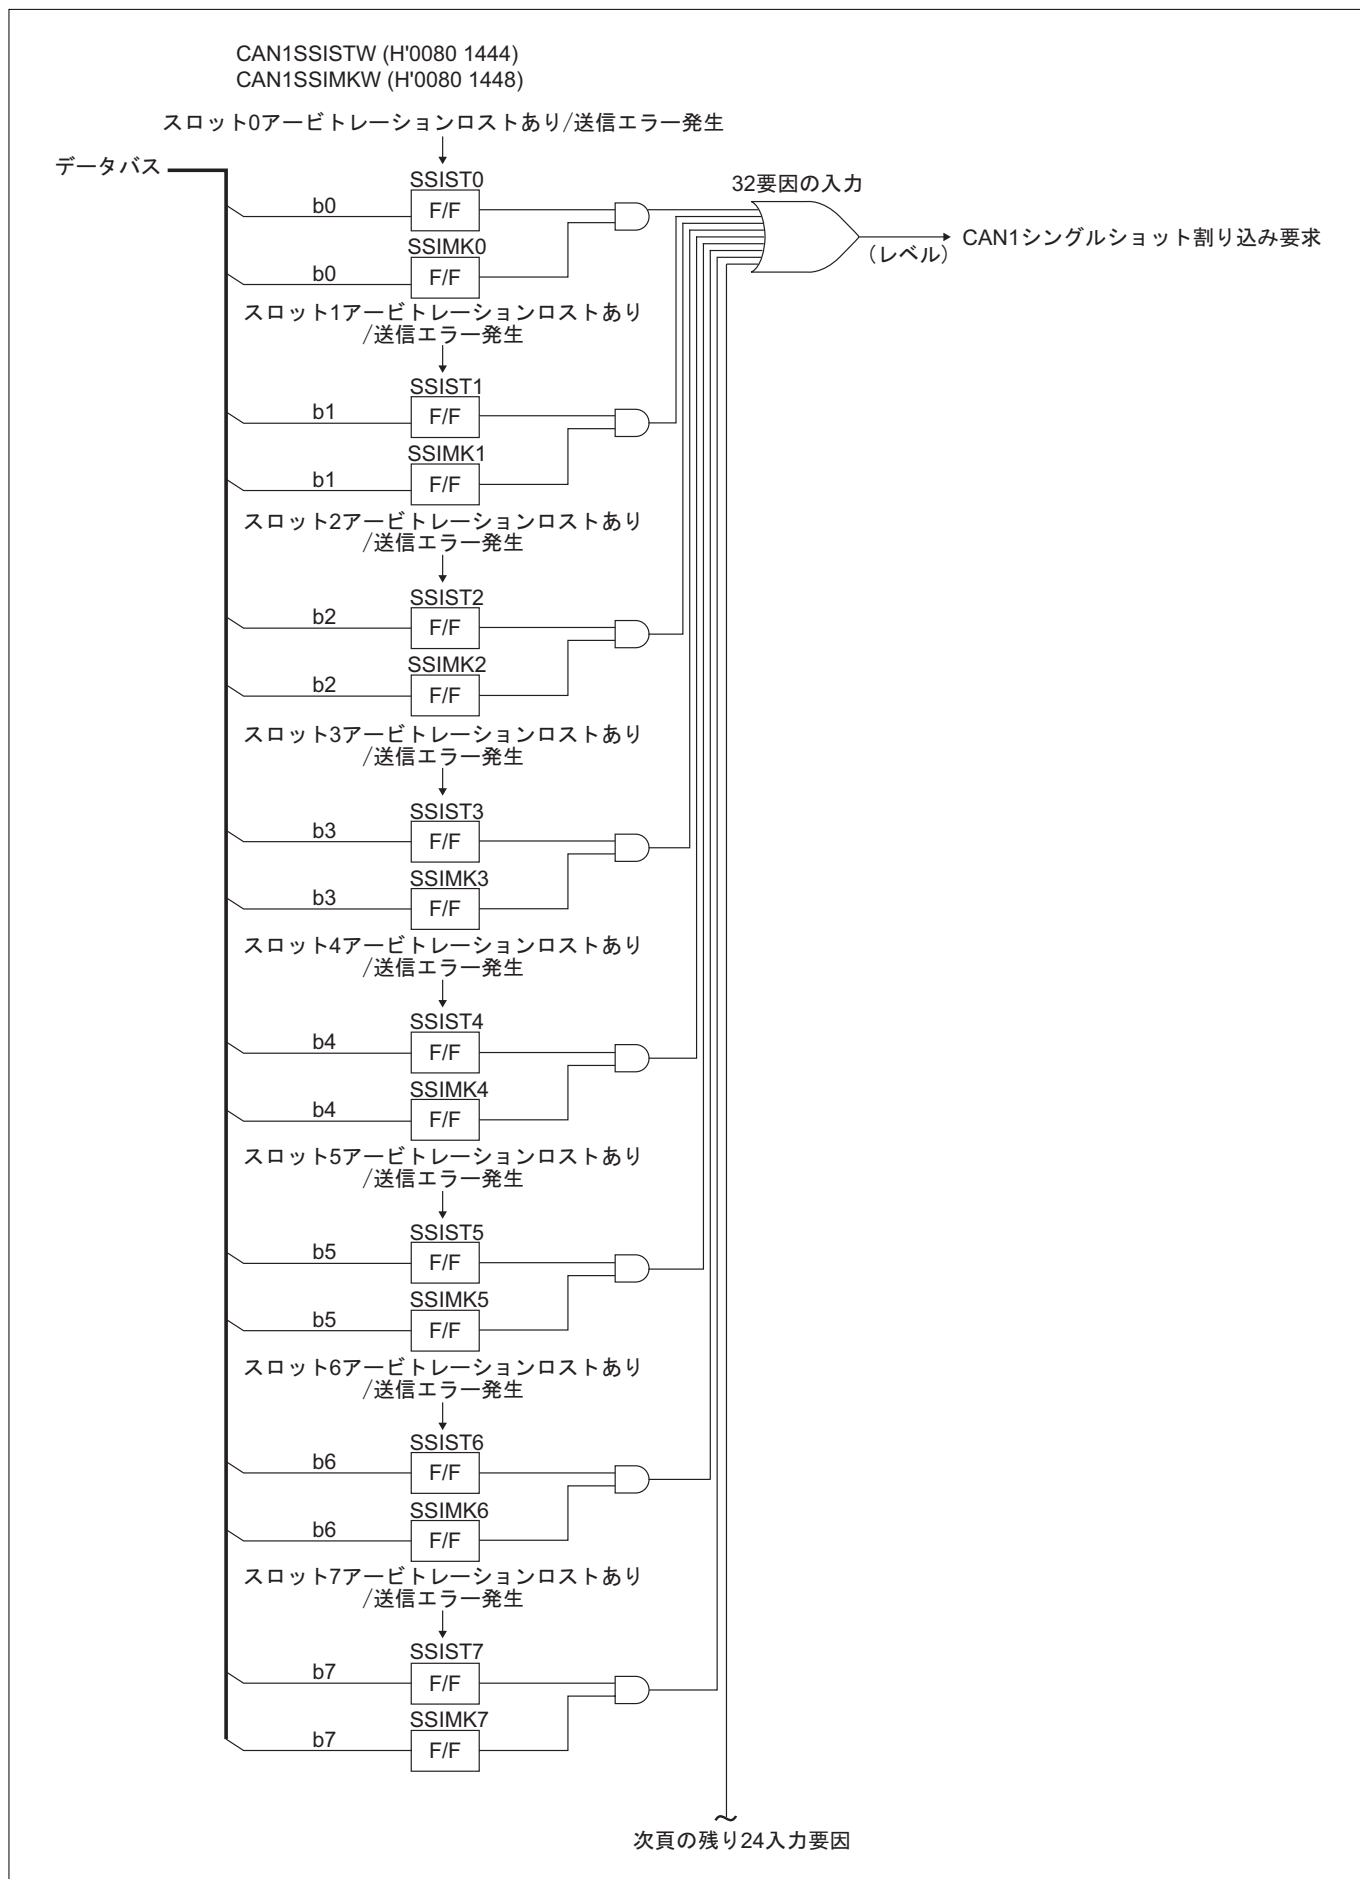 CAN1SSISTW (H'0080 1444)
CAN1SSIMKW (H'0080 1448)
スロット0アービトレーションロストあり/送信エラー発生
データバス
SSIST0
32要因の入力
b0
F/F
CAN1シングルショット割り込み要求
(レベル)
SSIMK0
b0
F/F
スロット1アービトレーションロストあり
/送信エラー発生
SSIST1
b1
F/F
SSIMK1
b1
F/F
スロット2アービトレーションロストあり
/送信エラー発生
SSIST2
b2
F/F
SSIMK2
b2
F/F
スロット3アービトレーションロストあり
/送信エラー発生
SSIST3
b3
F/F
SSIMK3
b3
F/F
スロット4アービトレーションロストあり
/送信エラー発生
SSIST4
b4
F/F
SSIMK4
b4
F/F
スロット5アービトレーションロストあり
/送信エラー発生
SSIST5
b5
F/F
SSIMK5
b5
F/F
スロット6アービトレーションロストあり
/送信エラー発生
SSIST6
b6
F/F
SSIMK6
b6
F/F
スロット7アービトレーションロストあり
/送信エラー発生
SSIST7
b7
F/F
SSIMK7
b7
F/F
次頁の残り24入力要因